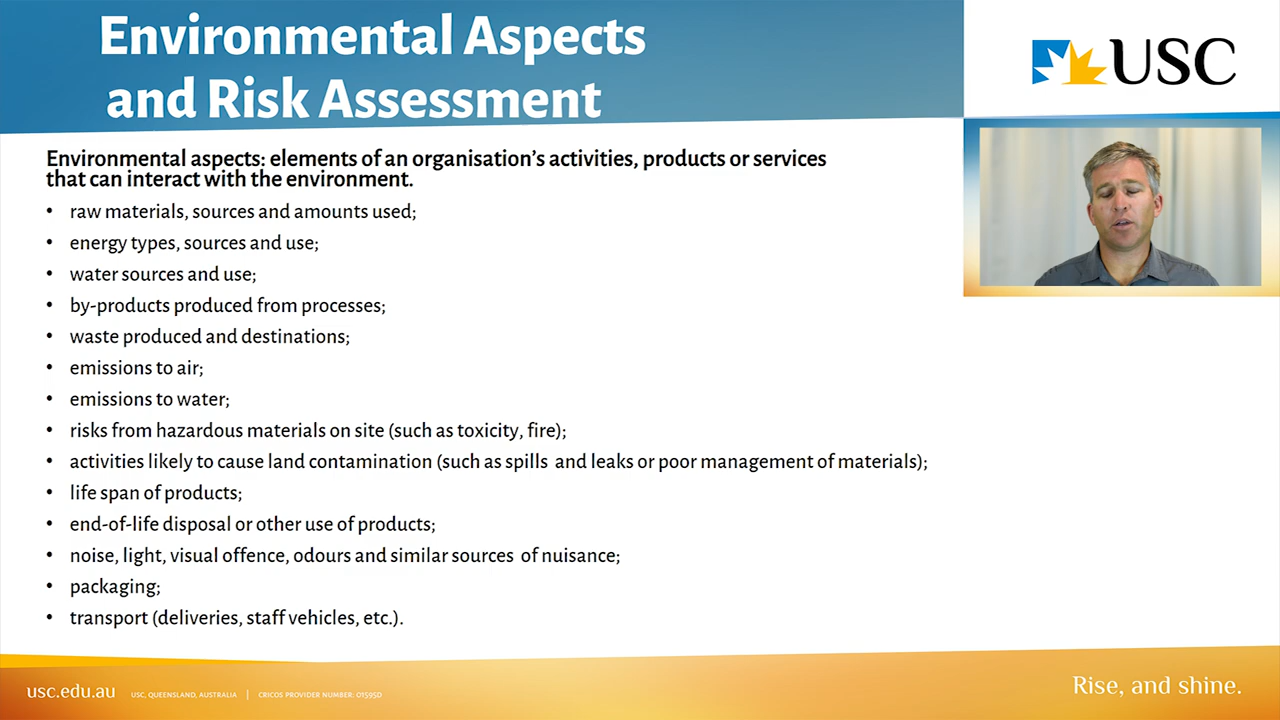 Environmental Aspects
and Risk Assessment
USC
Environmental aspects: elements of an organisation’s activities, products or services
that can interact with the environment.
• raw materials, sources and amounts used;
• energy types, sources and use;
• water sources and use;
• by-products produced from processes;
• waste produced and destinations;
• emissions to air;
• emissions to water;
• risks from hazardous materials on site (such as toxicity, fire);
• activities likely to cause land contamination (such as spills and leaks or poor management of materials);
• life span of products;
• end-of-life disposal or other use of products;
• noise, light, visual offence, odours and similar sources of nuisance;
• packaging;
• transport (deliveries, staff vehicles, etc.).
usc.edu.au USC, QUEENSLAND, AUSTRALIA | CRICOS PROVIDER NUMBER: 01595D
Rise, and shine.